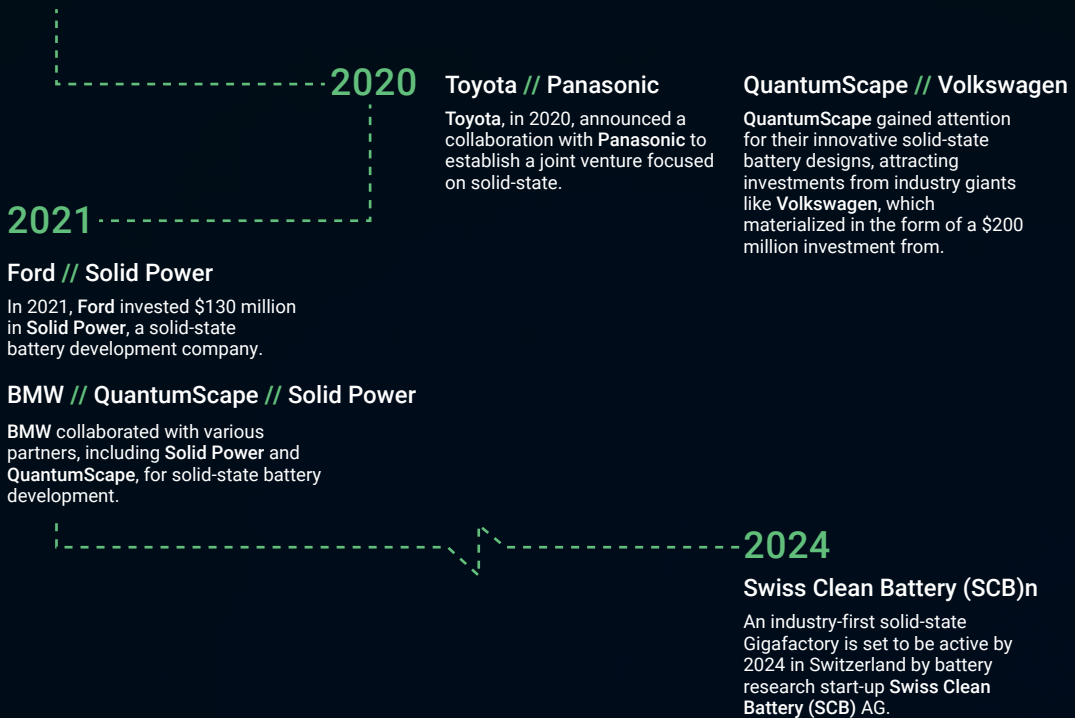 2020
Toyota // Panasonic
Toyota, in 2020, announced a
collaboration with Panasonic to
establish a joint venture focused
on solid-state.
QuantumScape // Volkswagen
QuantumScape gained attention
for their innovative solid-state
battery designs, attracting
investments from industry giants
like Volkswagen, which
materialized in the form of a $200
million investment from.
2021
Ford // Solid Power
In 2021, Ford invested $130 million
in Solid Power, a solid-state
battery development company.
BMW // QuantumScape // Solid Power
BMW collaborated with various
partners, including Solid Power and
QuantumScape, for solid-state battery
development.
2024
Swiss Clean Battery (SCB)n
An industry-first solid-state
Gigafactory is set to be active by
2024 in Switzerland by battery
research start-up Swiss Clean
Battery (SCB) AG.